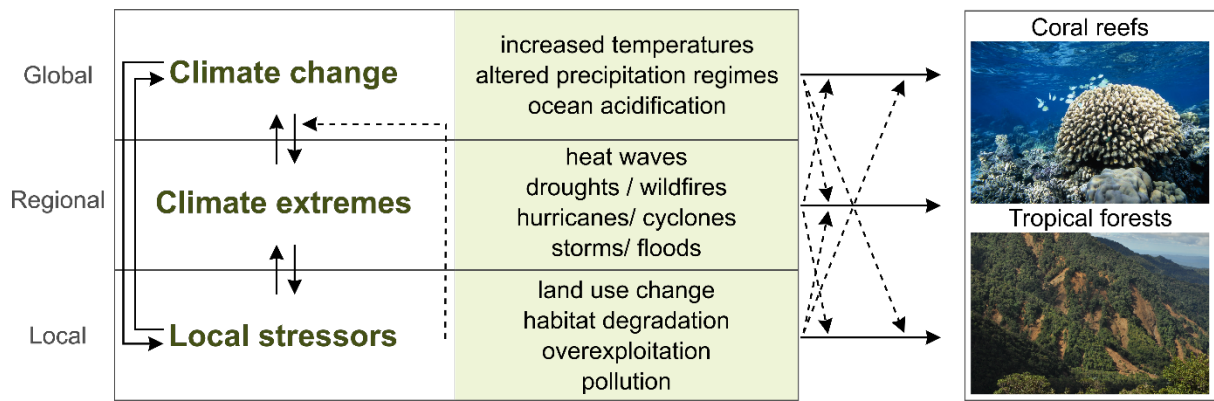 Global
Climate change
increased temperatures
altered precipitation regimes
ocean acidification
Regional
Climate extremes
heat waves
droughts / wildfires
hurricanes/ cyclones
storms/ floods
Local
Local stressors
land use change
habitat degradation
overexploitation
pollution
Coral reefs
Tropical forests